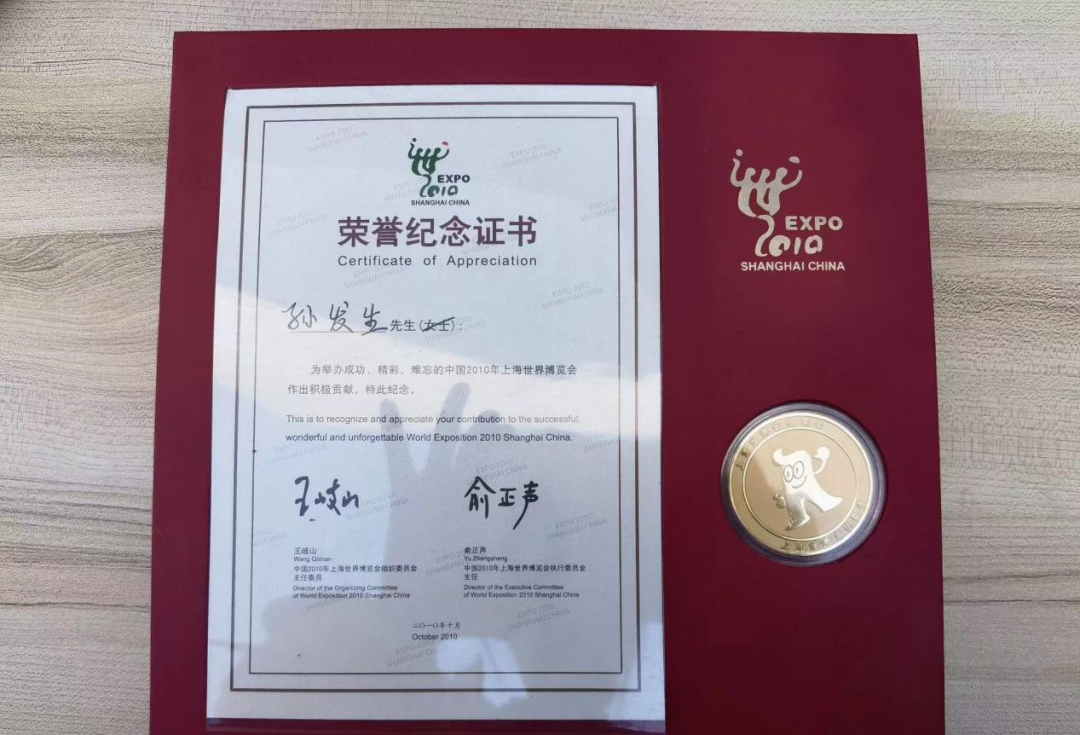 EXPO
2010
SHANGHAI CHINA
荣誉纪念证书
Certificate of Appreciation
孙发生 先生(女士):
为举办成功、精彩、难忘的中国2010年上海世界博览会
作出积极贡献，特此纪念。
This is to recognize and appreciate your contribution to the successful,
wonderful and unforgettable World Exposition 2010 Shanghai China.
王岐山
俞正声
王岐山
Wang Qishan
中国2010年上海世界博览会组织委员会
主任委员
Director of the Organizing Committee
of World Exposition 2010 Shanghai China
俞正声
Yu Zhengsheng
中国2010年上海世界博览会执行委员会
主任
Director of the Executive Committee
of World Exposition 2010 Shanghai China
二〇一〇年十月
October 2010
EXPO
2010
SHANGHAI CHINA